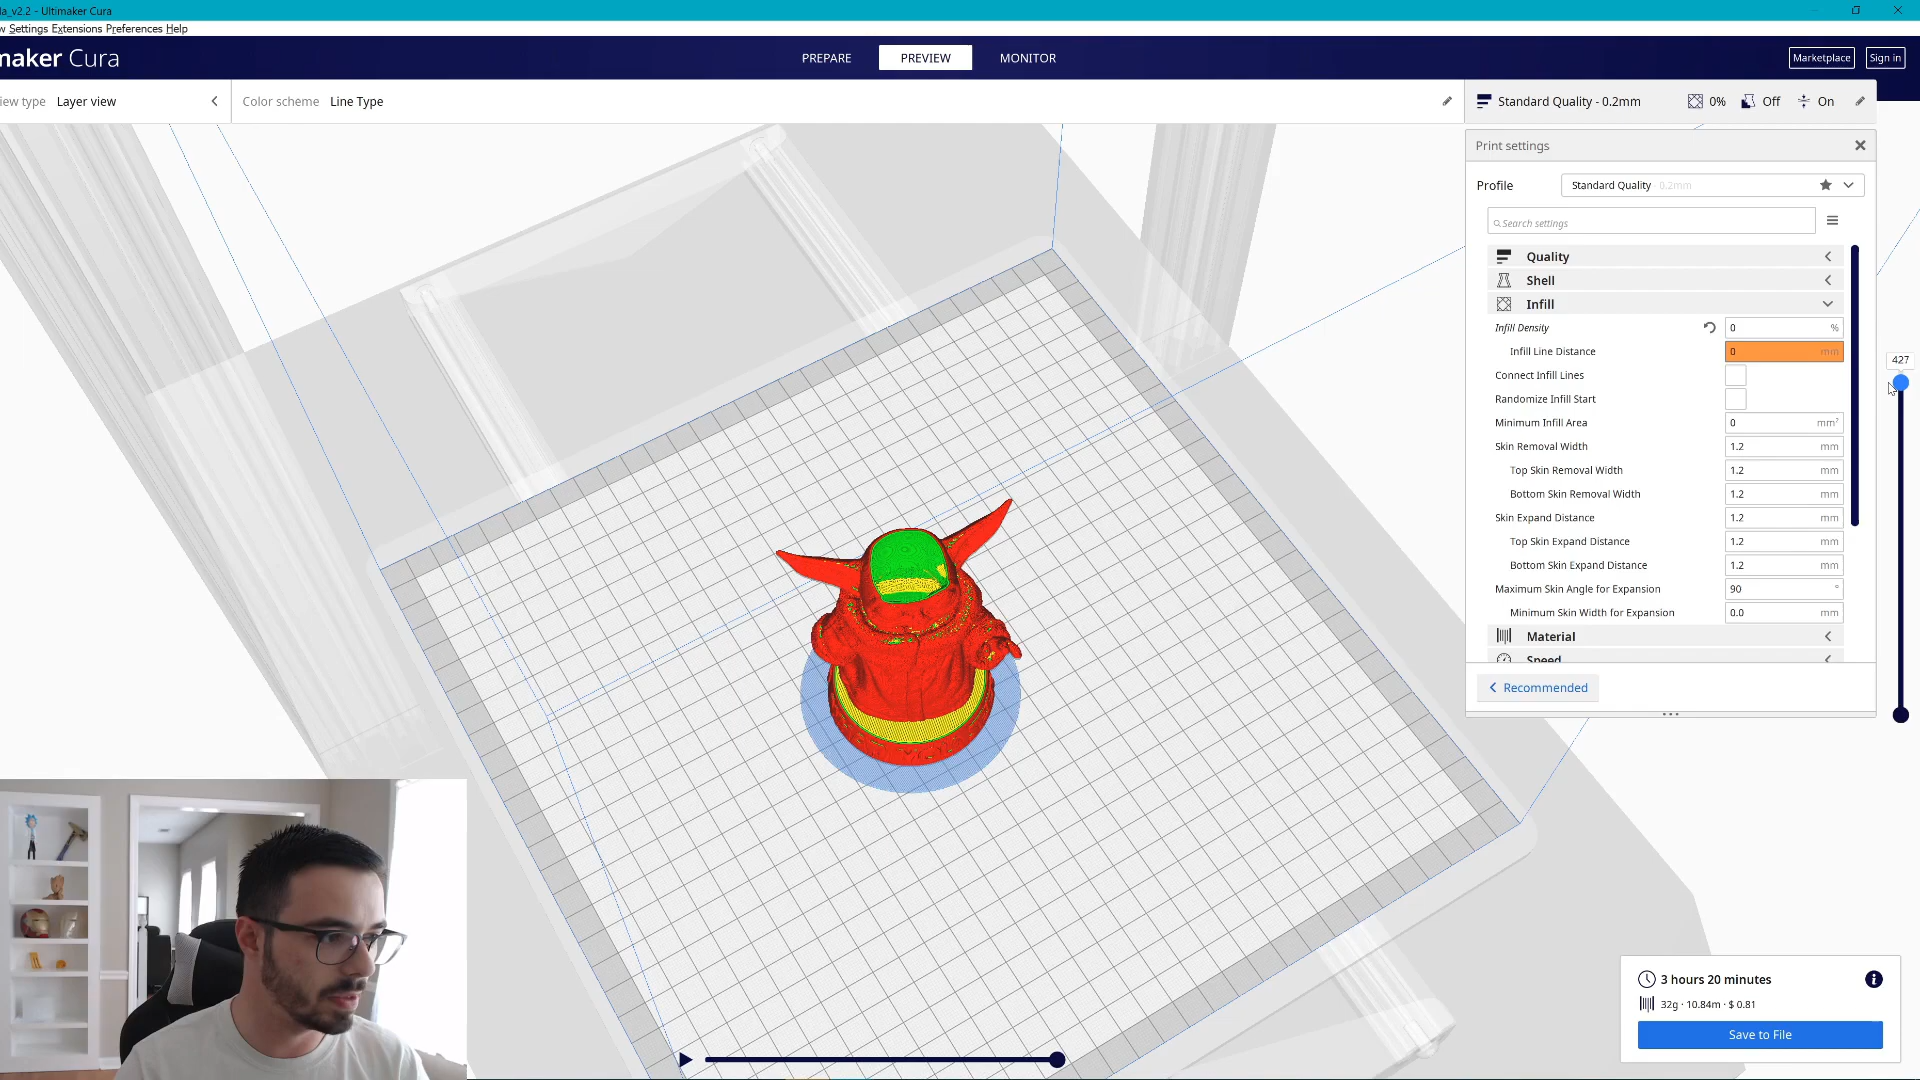 la_v2.2 - Ultimaker Cura
w Settings Extensions Preferences Help
maker Cura
PREPARE PREVIEW MONITOR
Marketplace Sign in
iew type Layer view
Color scheme Line Type
Standard Quality - 0.2mm 0% Off On
Print settings
Profile Standard Quality - 0.2mm
Search settings
Quality
Shell
Infill
Infill Density 0 %
Infill Line Distance 0 mm
Connect Infill Lines
Randomize Infill Start
Minimum Infill Area 0 mm²
Skin Removal Width 1.2 mm
Top Skin Removal Width 1.2 mm
Bottom Skin Removal Width 1.2 mm
Skin Expand Distance 1.2 mm
Top Skin Expand Distance 1.2 mm
Bottom Skin Expand Distance 1.2 mm
Maximum Skin Angle for Expansion 90 °
Minimum Skin Width for Expansion 0.0 mm
Material
Speed
Recommended
427
3 hours 20 minutes
32g · 10.84m · $ 0.81
Save to File